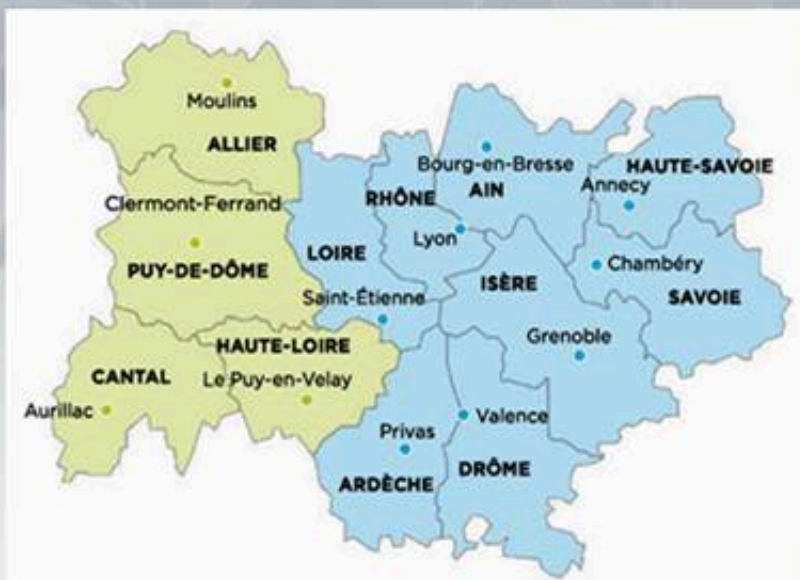 Moulins
ALLIER
Bourg-en-Bresse
HAUTE-SAVOIE
AIN
Annecy
RHÔNE
Clermont-Ferrand
Lyon
LOIRE
Chambéry
PUY-DE-DÔME
ISÈRE
SAVOIE
Saint-Étienne
Grenoble
HAUTE-LOIRE
CANTAL
Le Puy-en-Velay
Aurillac
Valence
Privas
DRÔME
ARDÈCHE